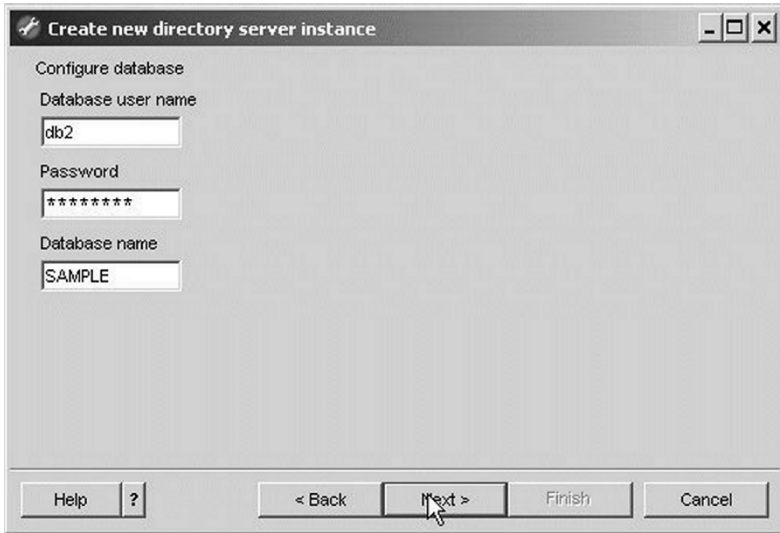 Create new directory server instance
Configure database
Database user name
db2
Password
********
Database name
SAMPLE
Help ? < Back Next > Finish Cancel